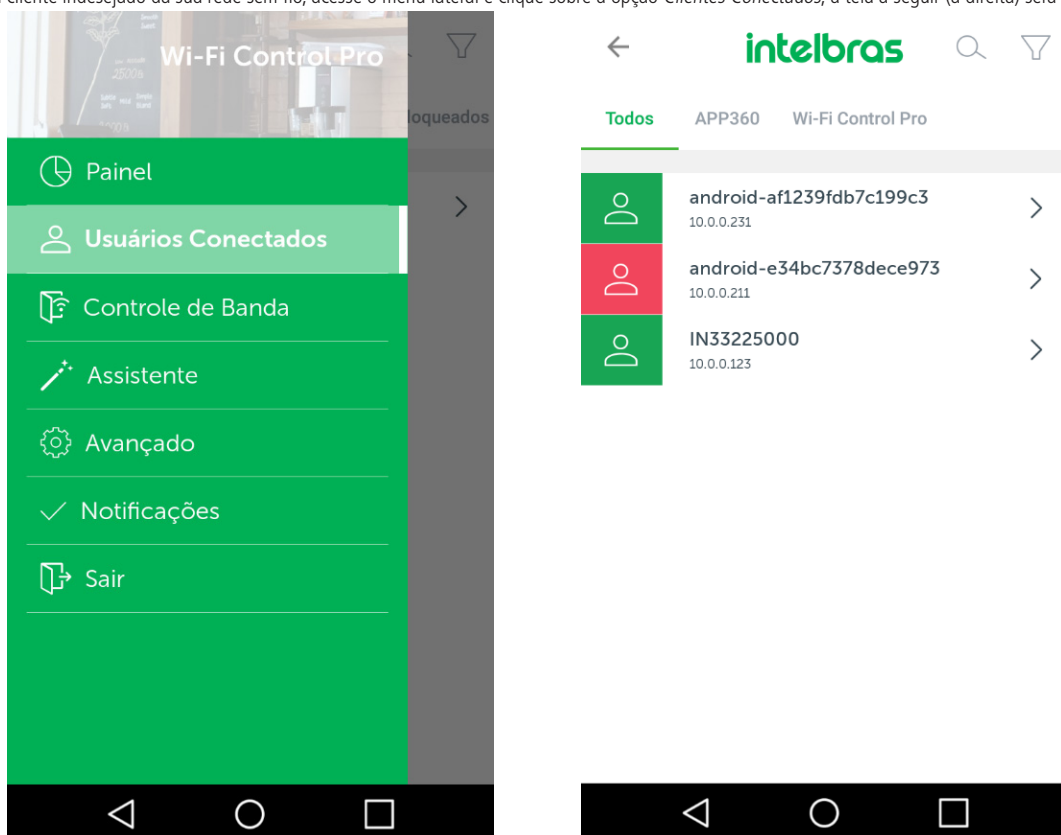 cliente indesejado da sua rede sem fio, acesse o menu lateral e clique sobre a opção Clientes Conectados, a tela a seguir (à direita) será
Wi-Fi Control Pro
loqueados
Painel
Usuários Conectados
Controle de Banda
Assistente
Avançado
Notificações
Sair
intelbras
Todos APP360 Wi-Fi Control Pro
android-af1239fdb7c199c3
10.0.0.231
android-e34bc7378dece973
10.0.0.211
IN33225000
10.0.0.123